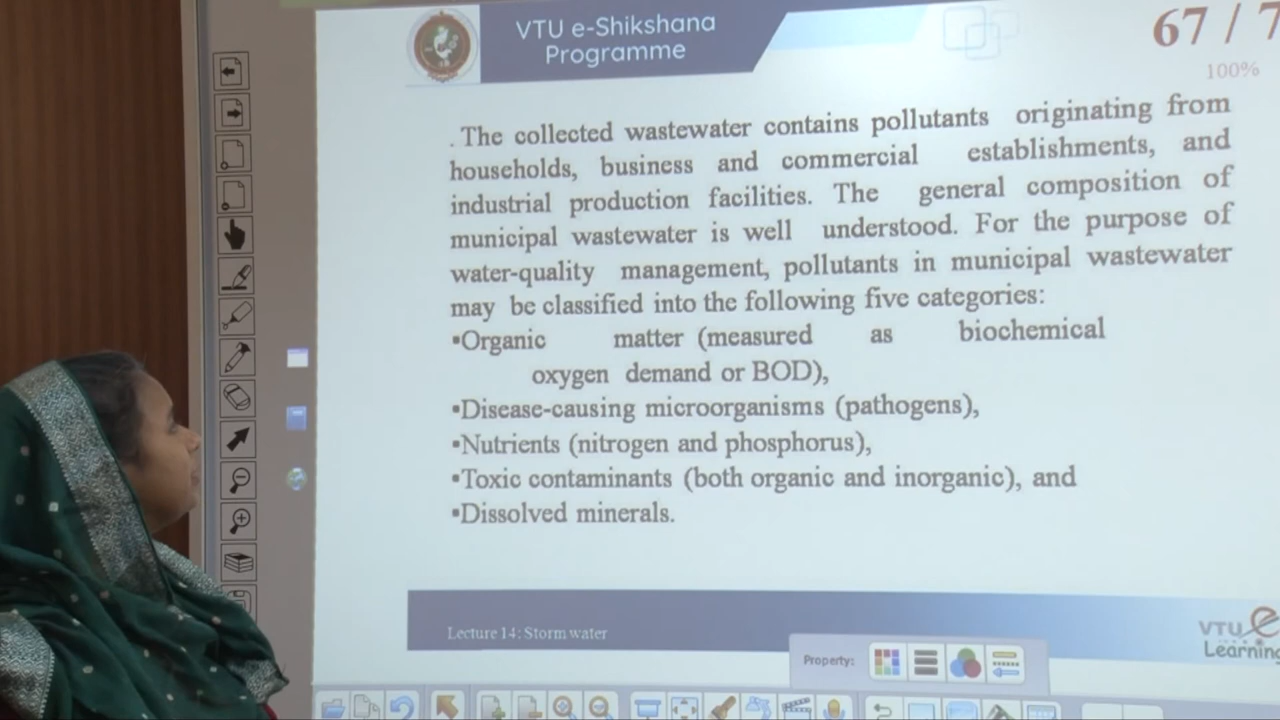 VTU e-Shikshana
Programme
67 / 7
100%
. The collected wastewater contains pollutants originating from
households, business and commercial establishments, and
industrial production facilities. The general composition of
municipal wastewater is well understood. For the purpose of
water-quality management, pollutants in municipal wastewater
may be classified into the following five categories:
▪Organic matter (measured as biochemical
oxygen demand or BOD),
▪Disease-causing microorganisms (pathogens),
▪Nutrients (nitrogen and phosphorus),
▪Toxic contaminants (both organic and inorganic), and
▪Dissolved minerals.
Lecture 14: Storm water
VTU e
Learning
Property: